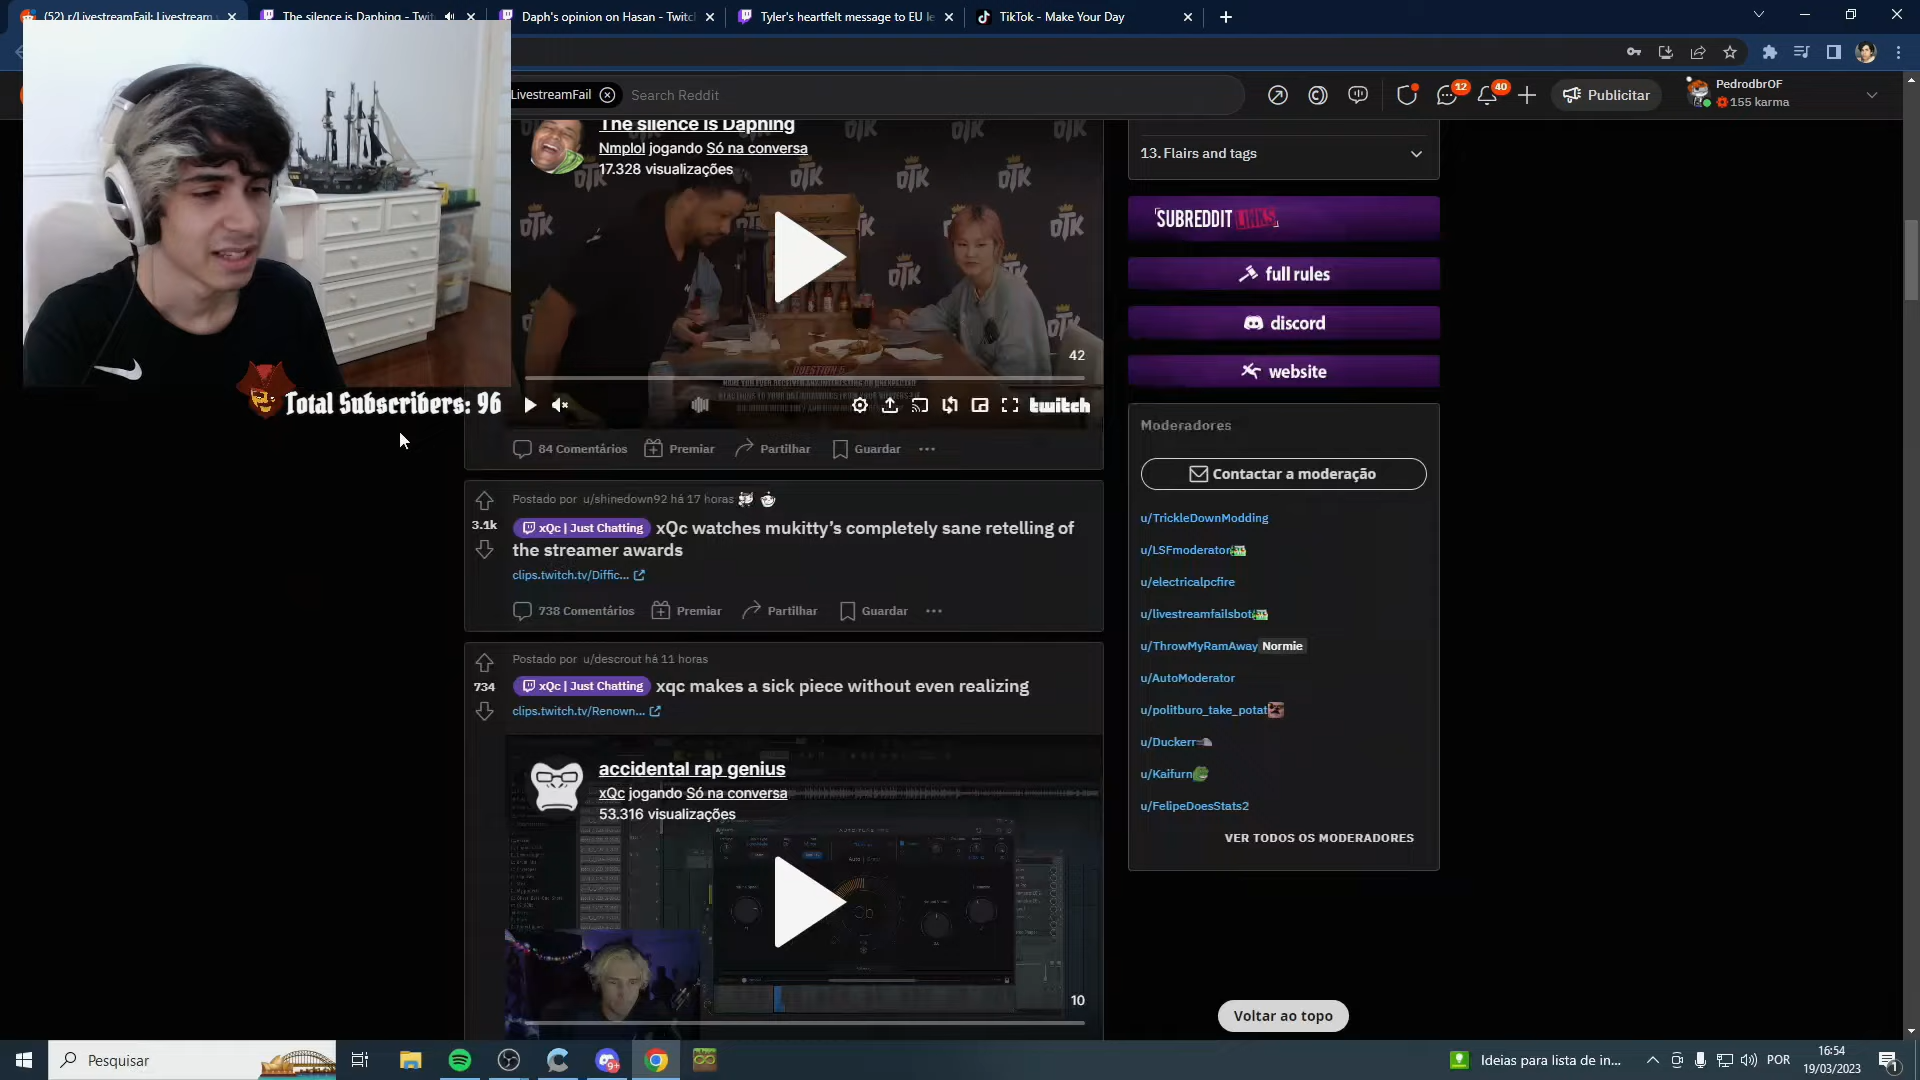 (52) r/LivestreamFail: Livestream
The silence is Daphing - Twitc
Daph's opinion on Hasan - Twitc
Tyler's heartfelt message to EU le
TikTok - Make Your Day
LivestreamFail
Search Reddit
12
40
Publicitar
PedrodbrOF
155 karma
The silence is Daphing
Nmplol jogando Só na conversa
17.328 visualizações
42
twitch
84 Comentários
Premiar
Partilhar
Guardar
Total Subscribers: 96
3.1k
Postado por u/shinedown92 há 17 horas
xQc | Just Chatting xQc watches mukitty’s completely sane retelling of
the streamer awards
clips.twitch.tv/Diffic...
738 Comentários
Premiar
Partilhar
Guardar
734
Postado por u/descrout há 11 horas
xQc | Just Chatting xqc makes a sick piece without even realizing
clips.twitch.tv/Renown...
accidental rap genius
xQc jogando Só na conversa
53.316 visualizações
10
13. Flairs and tags
SUBREDDIT LINKS
full rules
discord
website
Moderadores
Contactar a moderação
u/TrickleDownModding
u/LSFmoderator
u/electricalpcfire
u/livestreamfailsbot
u/ThrowMyRamAway Normie
u/AutoModerator
u/politburo_take_potat
u/Duckerr
u/Kaifurn
u/FelipeDoesStats2
VER TODOS OS MODERADORES
Voltar ao topo
Pesquisar
9+
Ideias para lista de in...
POR
16:54
19/03/2023
1